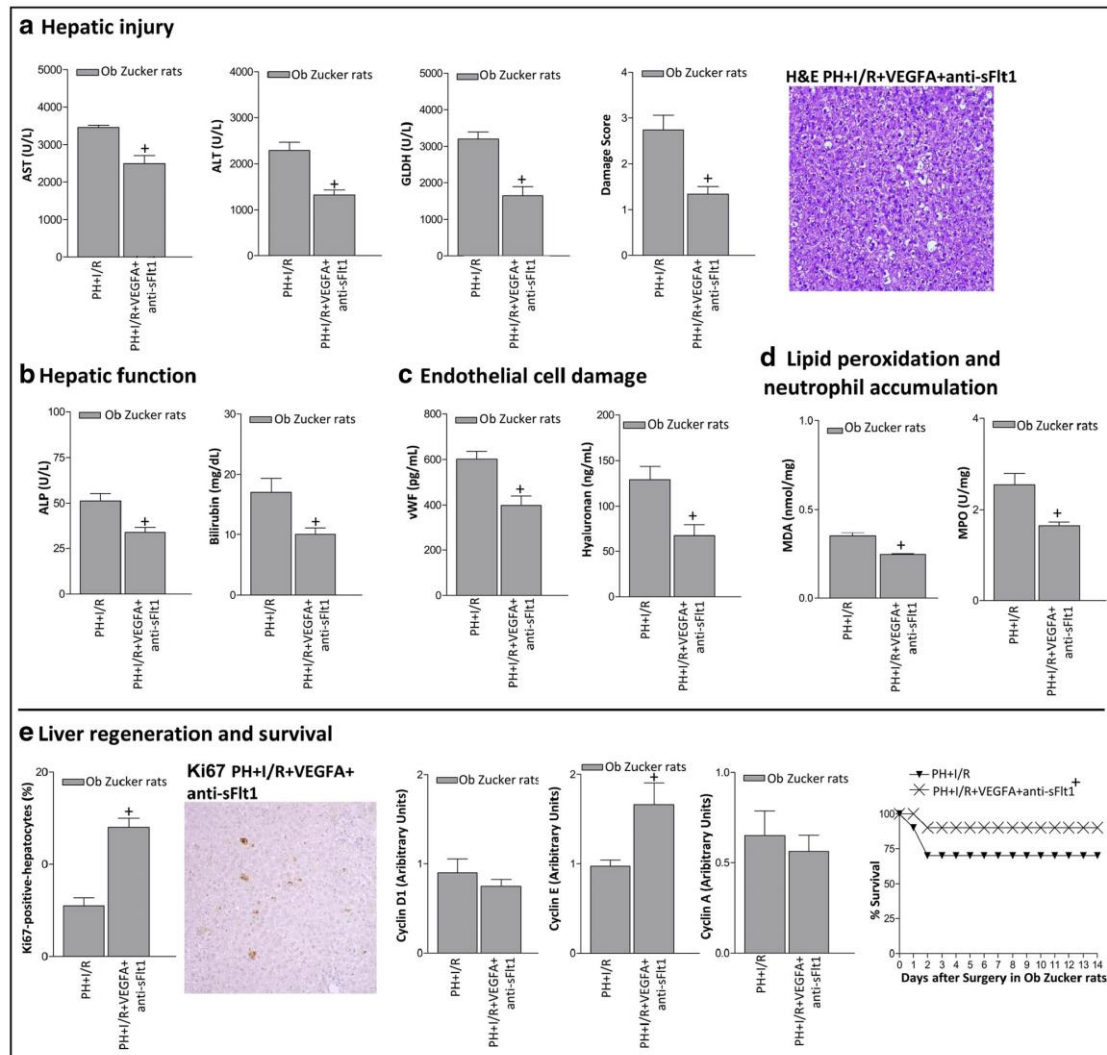 a Hepatic injury
Ob Zucker rats
5000
4000
3000
2000
1000
0
AST (U/L)
+
PH+I/R
PH+I/R+VEGFA+
anti-sFlt1
Ob Zucker rats
4000
3000
2000
1000
0
ALT (U/L)
+
PH+I/R
PH+I/R+VEGFA+
anti-sFlt1
Ob Zucker rats
5000
4000
3000
2000
1000
0
GLDH (U/L)
+
PH+I/R
PH+I/R+VEGFA+
anti-sFlt1
Ob Zucker rats
4
3
2
1
0
Damage Score
+
PH+I/R
PH+I/R+VEGFA+
anti-sFlt1
H&E PH+I/R+VEGFA+anti-sFlt1
b Hepatic function
Ob Zucker rats
100
75
50
25
0
ALP (U/L)
+
PH+I/R
PH+I/R+VEGFA+
anti-sFlt1
Ob Zucker rats
30
20
10
0
Bilirubin (mg/dL)
+
PH+I/R
PH+I/R+VEGFA+
anti-sFlt1
c Endothelial cell damage
Ob Zucker rats
800
600
400
200
0
vWF (pg/mL)
+
PH+I/R
PH+I/R+VEGFA+
anti-sFlt1
Ob Zucker rats
200
150
100
50
0
Hyaluronan (ng/mL)
+
PH+I/R
PH+I/R+VEGFA+
anti-sFlt1
d Lipid peroxidation and
neutrophil accumulation
Ob Zucker rats
1.0
0.5
0.0
MDA (nmol/mg)
+
PH+I/R
PH+I/R+VEGFA+
anti-sFlt1
Ob Zucker rats
4
2
0
MPO (U/mg)
+
PH+I/R
PH+I/R+VEGFA+
anti-sFlt1
e Liver regeneration and survival
Ob Zucker rats
20
0
0
Ki67-positive-hepatocytes (%)
+
PH+I/R
PH+I/R+VEGFA+
anti-sFlt1
Ki67 PH+I/R+VEGFA+
anti-sFlt1
Ob Zucker rats
2
1
0
Cyclin D1 (Aribitrary Units)
PH+I/R
PH+I/R+VEGFA+
anti-sFlt1
Ob Zucker rats
2
1
0
Cyclin E (Aribitrary Units)
+
PH+I/R
PH+I/R+VEGFA+
anti-sFlt1
Ob Zucker rats
1.0
0.5
0.0
Cyclin A (Aribitrary Units)
PH+I/R
PH+I/R+VEGFA+
anti-sFlt1
PH+I/R
PH+I/R+VEGFA+anti-sFlt1+
100
75
50
25
0
% Survival
0 1 2 3 4 5 6 7 8 9 10 11 12 13 14
Days after Surgery in Ob Zucker rats